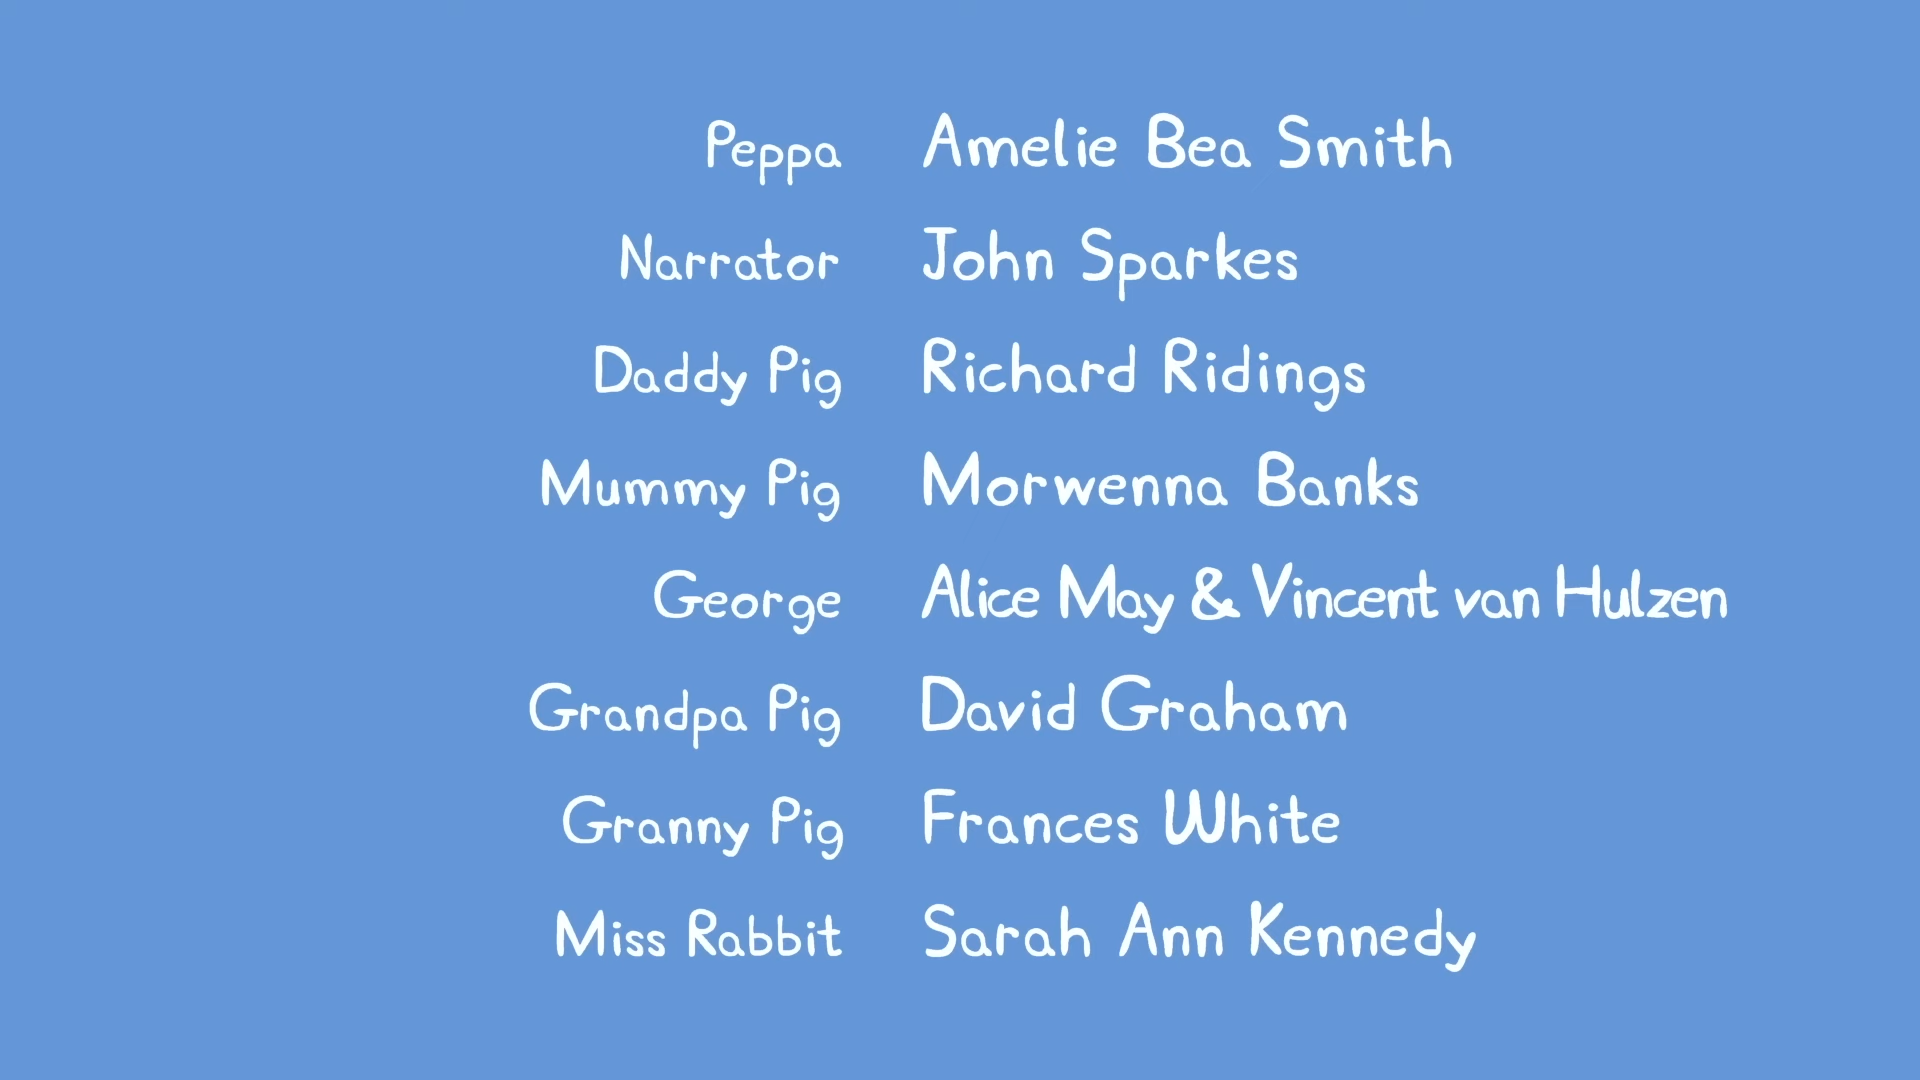 Peppa Amelie Bea Smith
Narrator John Sparkes
Daddy Pig Richard Ridings
Mummy Pig Morwenna Banks
George Alice May & Vincent van Hulzen
Grandpa Pig David Graham
Granny Pig Frances White
Miss Rabbit Sarah Ann Kennedy